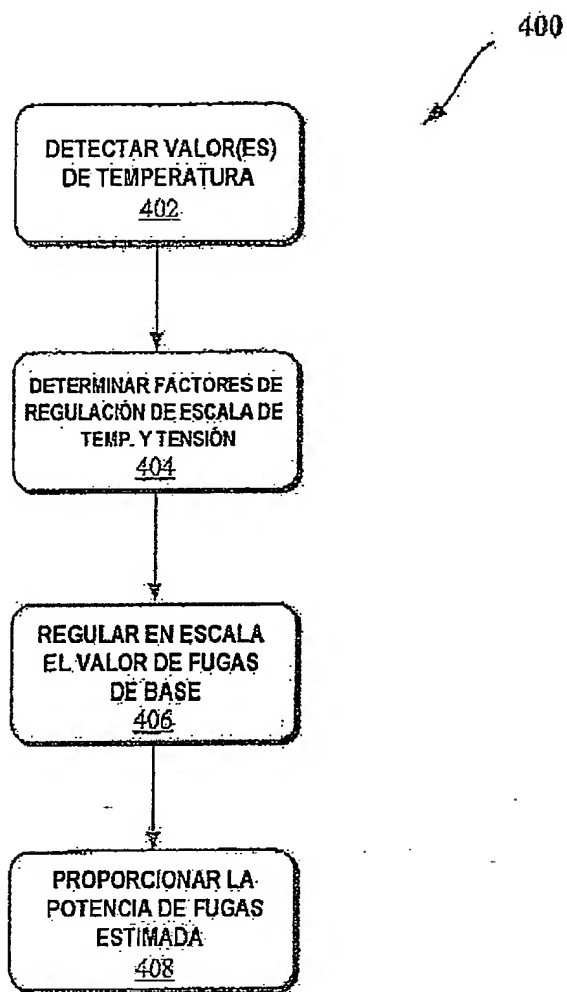 400
DETECTAR VALOR(ES)
DE TEMPERATURA
402
DETERMINAR FACTORES DE
REGULACIÓN DE ESCALA DE
TEMP. Y TENSIÓN
404
REGULAR EN ESCALA
EL VALOR DE FUGAS
DE BASE
406
PROPORCIONAR LA
POTENCIA DE FUGAS
ESTIMADA
408